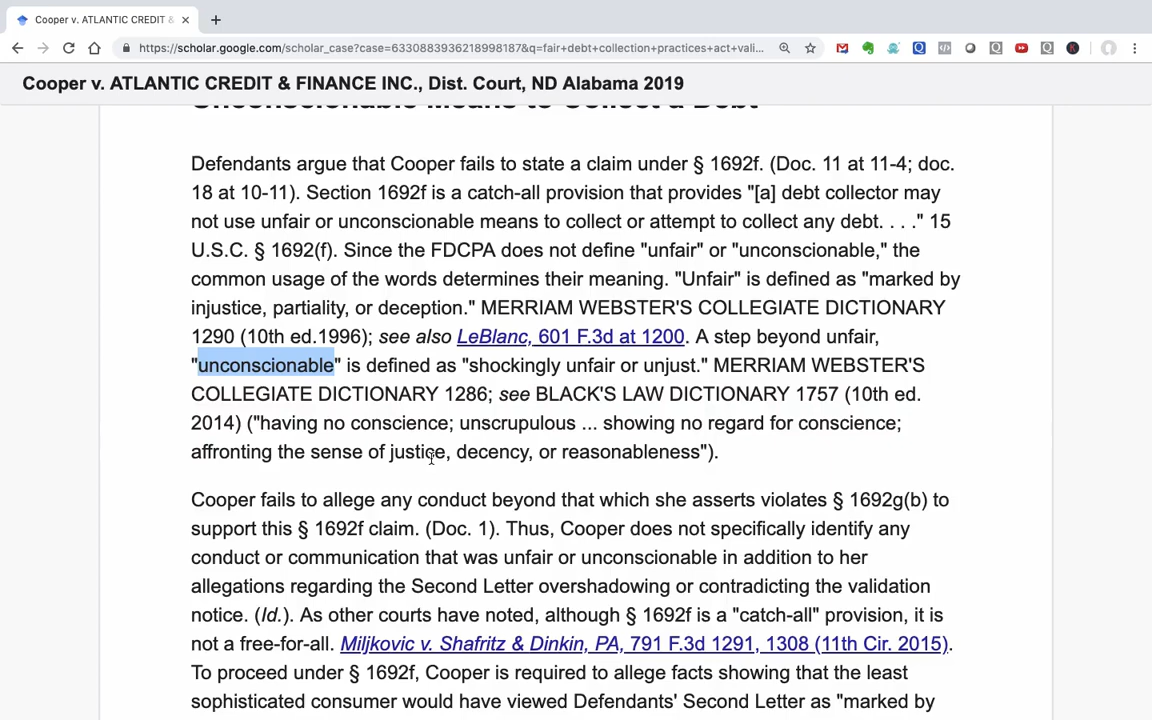 Cooper v. ATLANTIC CREDIT &
https://scholar.google.com/scholar_case?case=6330883936218998187&q=fair+debt+collection+practices+act+vali...
Cooper v. ATLANTIC CREDIT & FINANCE INC., Dist. Court, ND Alabama 2019
Unconscionable Means to Collect a Debt
Defendants argue that Cooper fails to state a claim under § 1692f. (Doc. 11 at 11-4; doc.
18 at 10-11). Section 1692f is a catch-all provision that provides "[a] debt collector may
not use unfair or unconscionable means to collect or attempt to collect any debt. . . ." 15
U.S.C. § 1692(f). Since the FDCPA does not define "unfair" or "unconscionable," the
common usage of the words determines their meaning. "Unfair" is defined as "marked by
injustice, partiality, or deception." MERRIAM WEBSTER'S COLLEGIATE DICTIONARY
1290 (10th ed.1996); see also LeBlanc, 601 F.3d at 1200. A step beyond unfair,
"unconscionable" is defined as "shockingly unfair or unjust." MERRIAM WEBSTER'S
COLLEGIATE DICTIONARY 1286; see BLACK'S LAW DICTIONARY 1757 (10th ed.
2014) ("having no conscience; unscrupulous ... showing no regard for conscience;
affronting the sense of justice, decency, or reasonableness").
Cooper fails to allege any conduct beyond that which she asserts violates § 1692g(b) to
support this § 1692f claim. (Doc. 1). Thus, Cooper does not specifically identify any
conduct or communication that was unfair or unconscionable in addition to her
allegations regarding the Second Letter overshadowing or contradicting the validation
notice. (Id.). As other courts have noted, although § 1692f is a "catch-all" provision, it is
not a free-for-all. Miljkovic v. Shafritz & Dinkin, PA, 791 F.3d 1291, 1308 (11th Cir. 2015).
To proceed under § 1692f, Cooper is required to allege facts showing that the least
sophisticated consumer would have viewed Defendants' Second Letter as "marked by